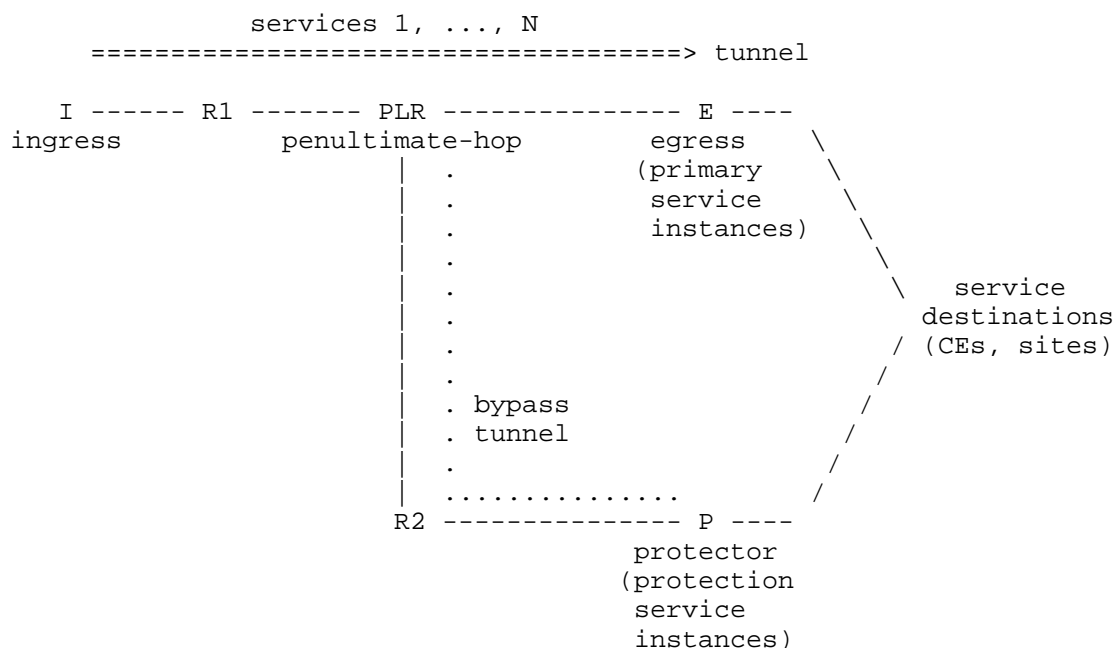 services 1, ..., N
=====================================> tunnel
I ------ R1 ------- PLR --------------- E ----
ingress penultimate-hop egress \
| . (primary \
| . service \
| . instances) \
| . \
| . \ service
| . destinations
| . / (CEs, sites)
| . /
| . bypass /
| . tunnel /
| . /
| ............... /
R2 --------------- P ----
protector
(protection
service
instances)